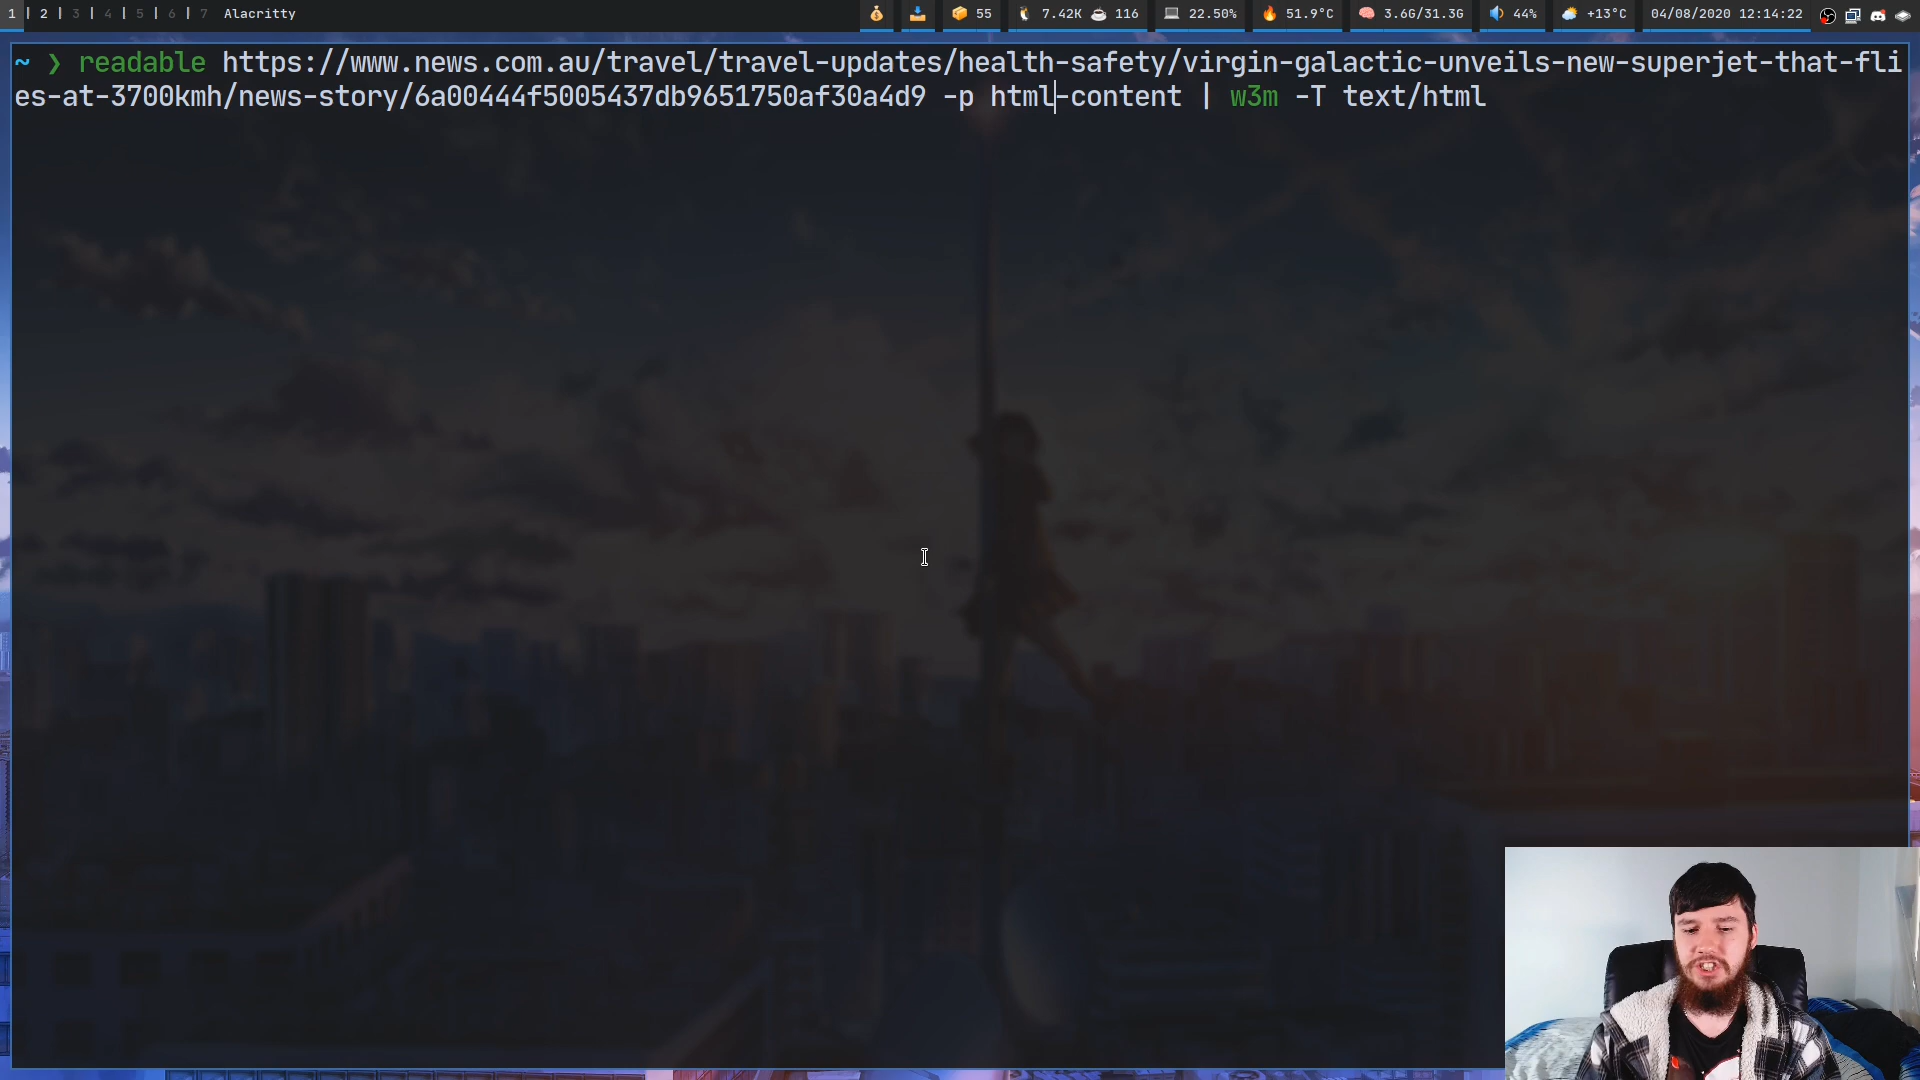 1 | 2 | 3 | 4 | 5 | 6 | 7 Alacritty 55 7.42K 116 22.50% 51.9°C 3.6G/31.3G 44% +13°C 04/08/2020 12:14:22
~ ❯ readable https://www.news.com.au/travel/travel-updates/health-safety/virgin-galactic-unveils-new-superjet-that-fli
es-at-3700kmh/news-story/6a00444f5005437db9651750af30a4d9 -p html-content | w3m -T text/html